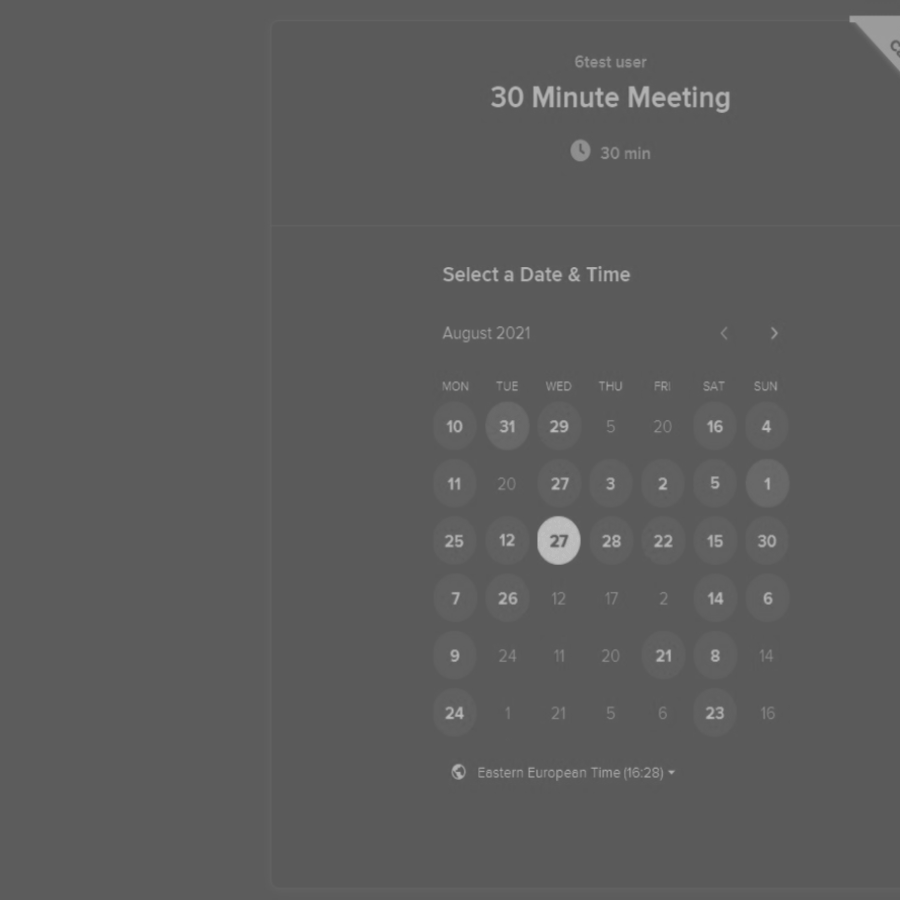 6test user
30 Minute Meeting
30 min
Select a Date & Time
August 2021
MON TUE WED THU FRI SAT SUN
10 31 29 5 20 16 4
11 20 27 3 2 5 1
25 12 27 28 22 15 30
7 26 12 17 2 14 6
9 24 11 20 21 8 14
24 1 21 5 6 23 16
Eastern European Time (16:28)